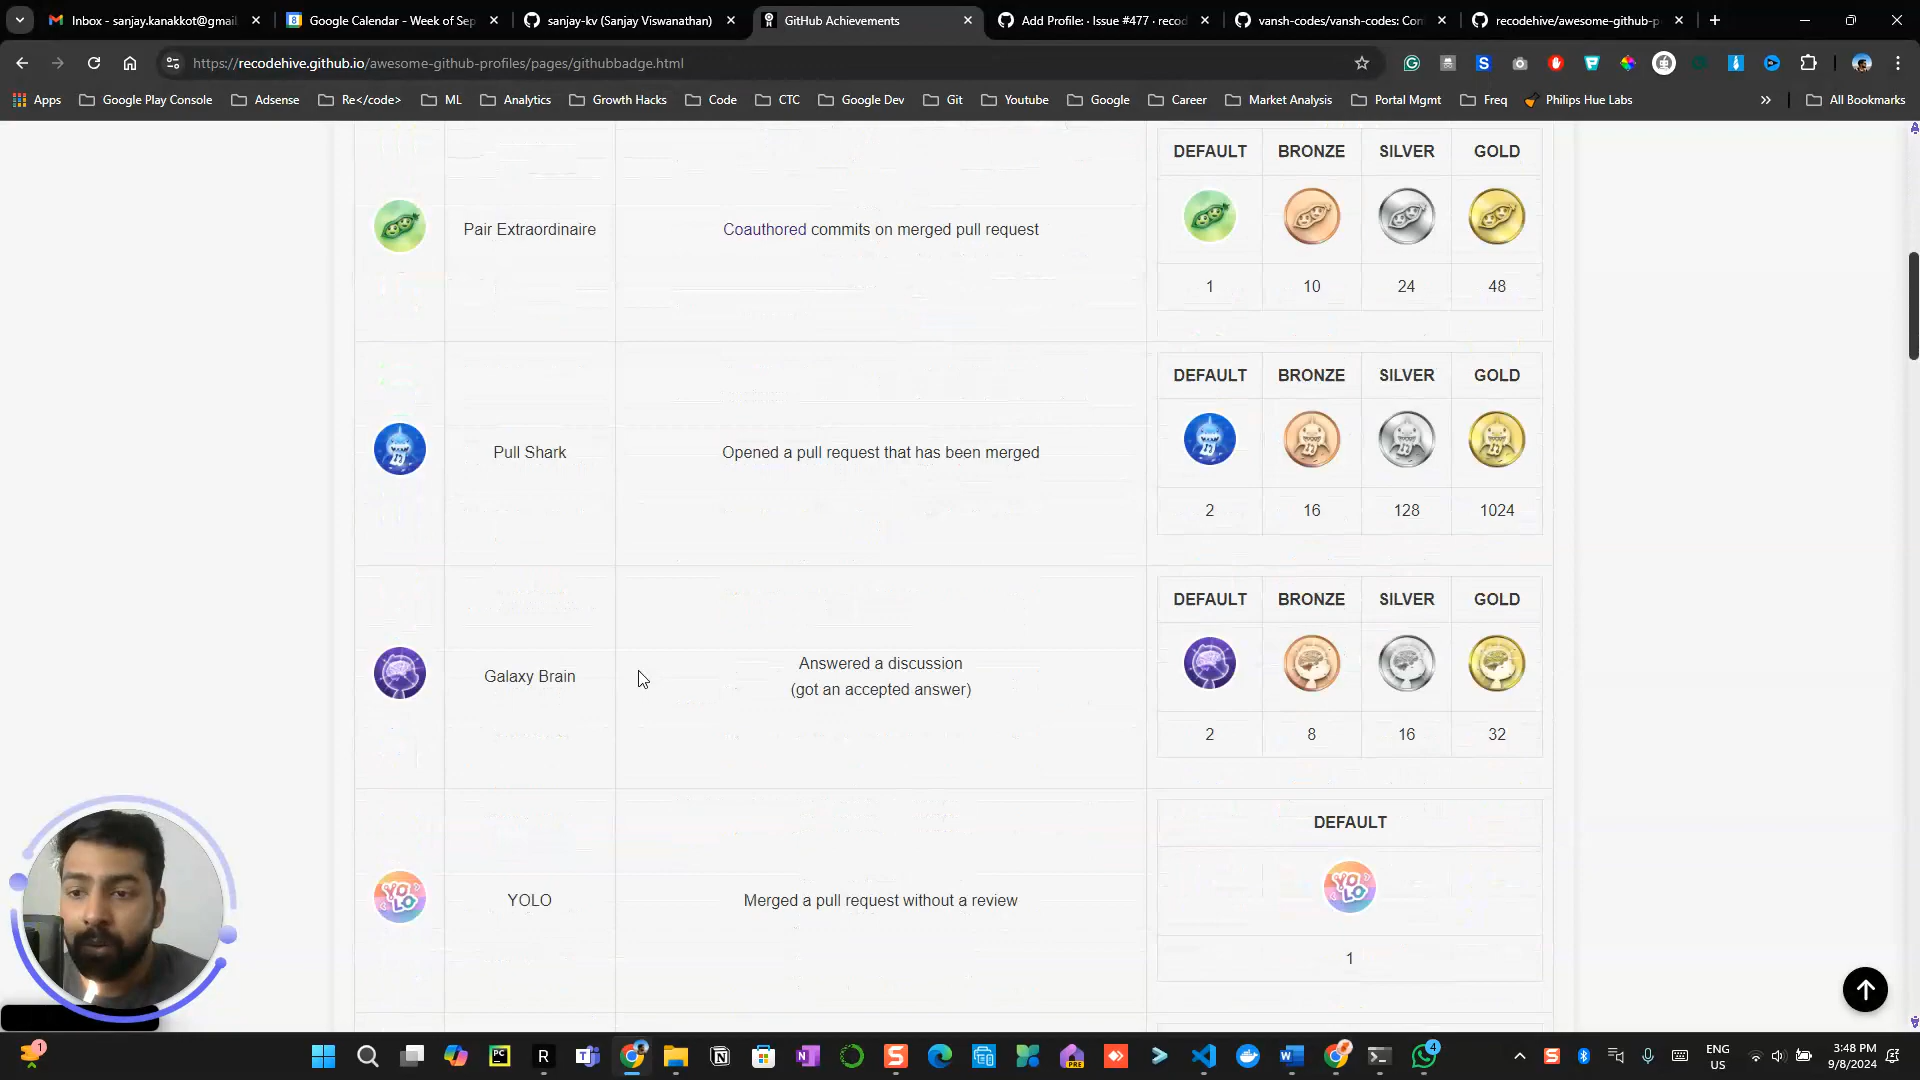 Inbox - sanjay.kanakkot@gmail
Google Calendar - Week of Sep
sanjay-kv (Sanjay Viswanathan)
GitHub Achievements
Add Profile: · Issue #477 · recod
vansh-codes/vansh-codes: Con
recodehive/awesome-github-p
https://recodehive.github.io/awesome-github-profiles/pages/githubbadge.html
Apps
Google Play Console
Adsense
Re</code>
ML
Analytics
Growth Hacks
Code
CTC
Google Dev
Git
Youtube
Google
Career
Market Analysis
Portal Mgmt
Freq
Philips Hue Labs
»
All Bookmarks
DEFAULT BRONZE SILVER GOLD
Pair Extraordinaire
Coauthored commits on merged pull request
1 10 24 48
DEFAULT BRONZE SILVER GOLD
Pull Shark
Opened a pull request that has been merged
2 16 128 1024
DEFAULT BRONZE SILVER GOLD
Galaxy Brain
Answered a discussion
(got an accepted answer)
2 8 16 32
DEFAULT
YOLO
YOLO
Merged a pull request without a review
YOLO
1
1
PC
R
PRE
4
ENG
US
3:48 PM
9/8/2024